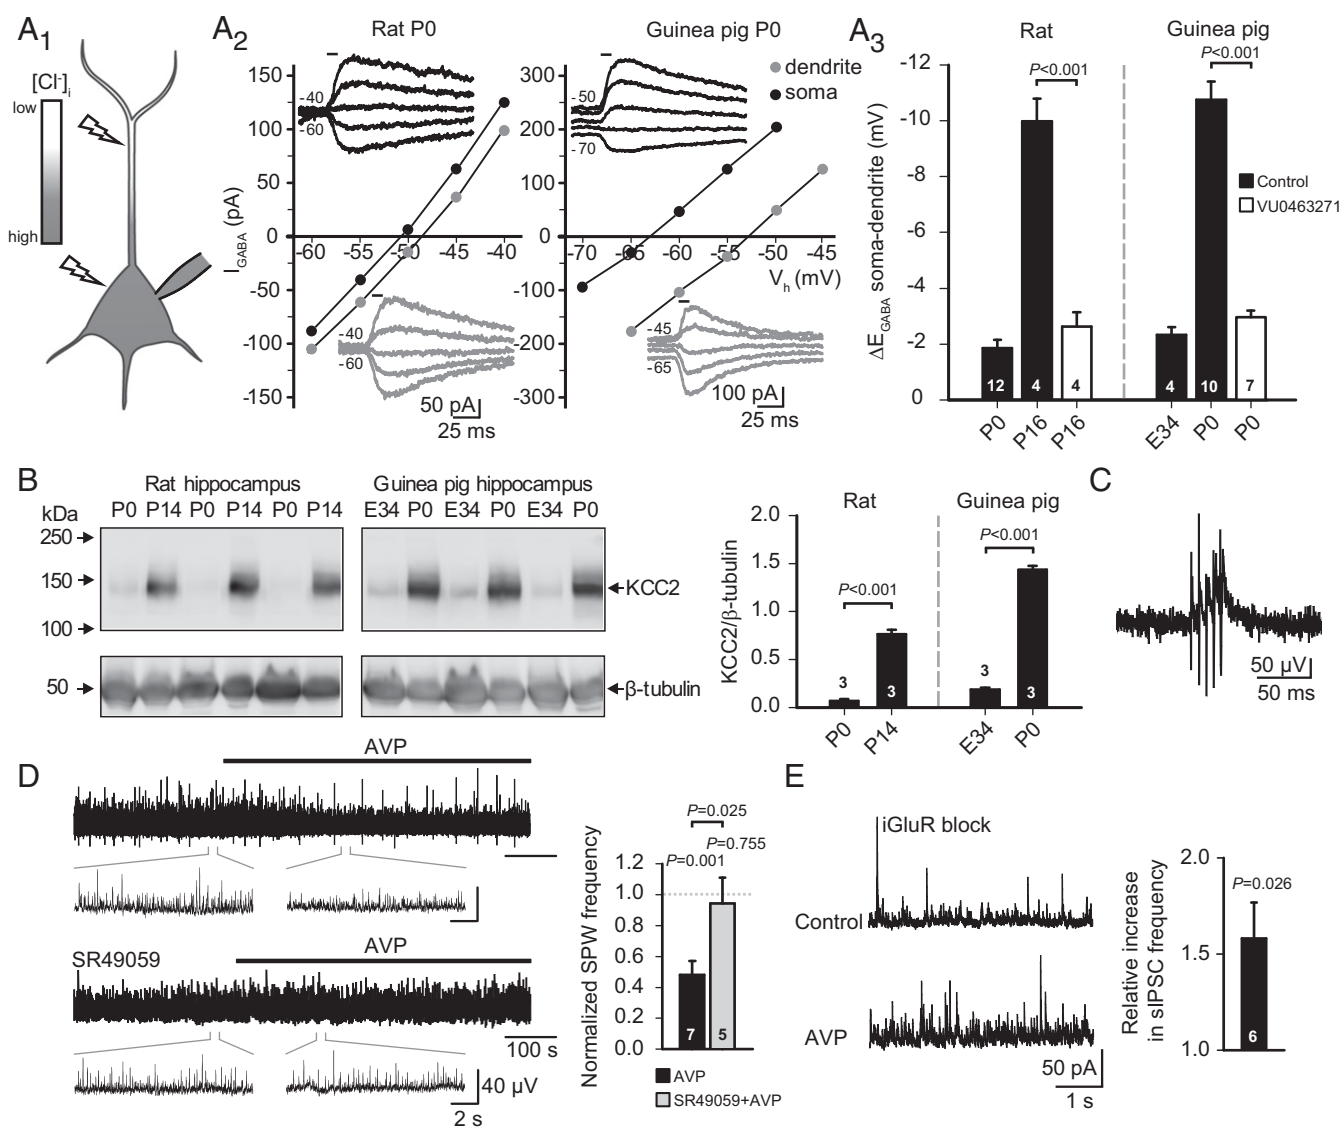 A1
[Cl-]i
low
high
A2
Rat P0
150
100
50
0
-50
-100
-150
IGABA (pA)
-60 -55 -50 -45 -40
-40
-60
-40
-60
50 pA
25 ms
Guinea pig P0
dendrite
soma
300
200
100
0
-100
-200
-300
-70 -65 -60 -55 -50 -45
Vh (mV)
-50
-70
-45
-65
100 pA
25 ms
A3
Rat
Guinea pig
P<0.001
P<0.001
-12
-10
-8
-6
-4
-2
0
ΔEGABA soma-dendrite (mV)
Control
VU0463271
12 4 4 4 10 7
P0 P16 P16 E34 P0 P0
B
Rat hippocampus
Guinea pig hippocampus
P0 P14 P0 P14 P0 P14
E34 P0 E34 P0 E34 P0
kDa
250
150
100
50
KCC2
β-tubulin
Rat
Guinea pig
P<0.001
P<0.001
2.0
1.5
1.0
0.5
0.0
KCC2/β-tubulin
3 3 3 3
P0 P14 E34 P0
C
50 µV
50 ms
D
AVP
SR49059
AVP
100 s
40 µV
2 s
P=0.025
P=0.755
P=0.001
1.2
1.0
0.8
0.6
0.4
0.2
0.0
Normalized SPW frequency
7 5
AVP
SR49059+AVP
E
iGluR block
Control
AVP
50 pA
1 s
2.0
1.5
1.0
Relative increase
in sIPSC frequency
P=0.026
6